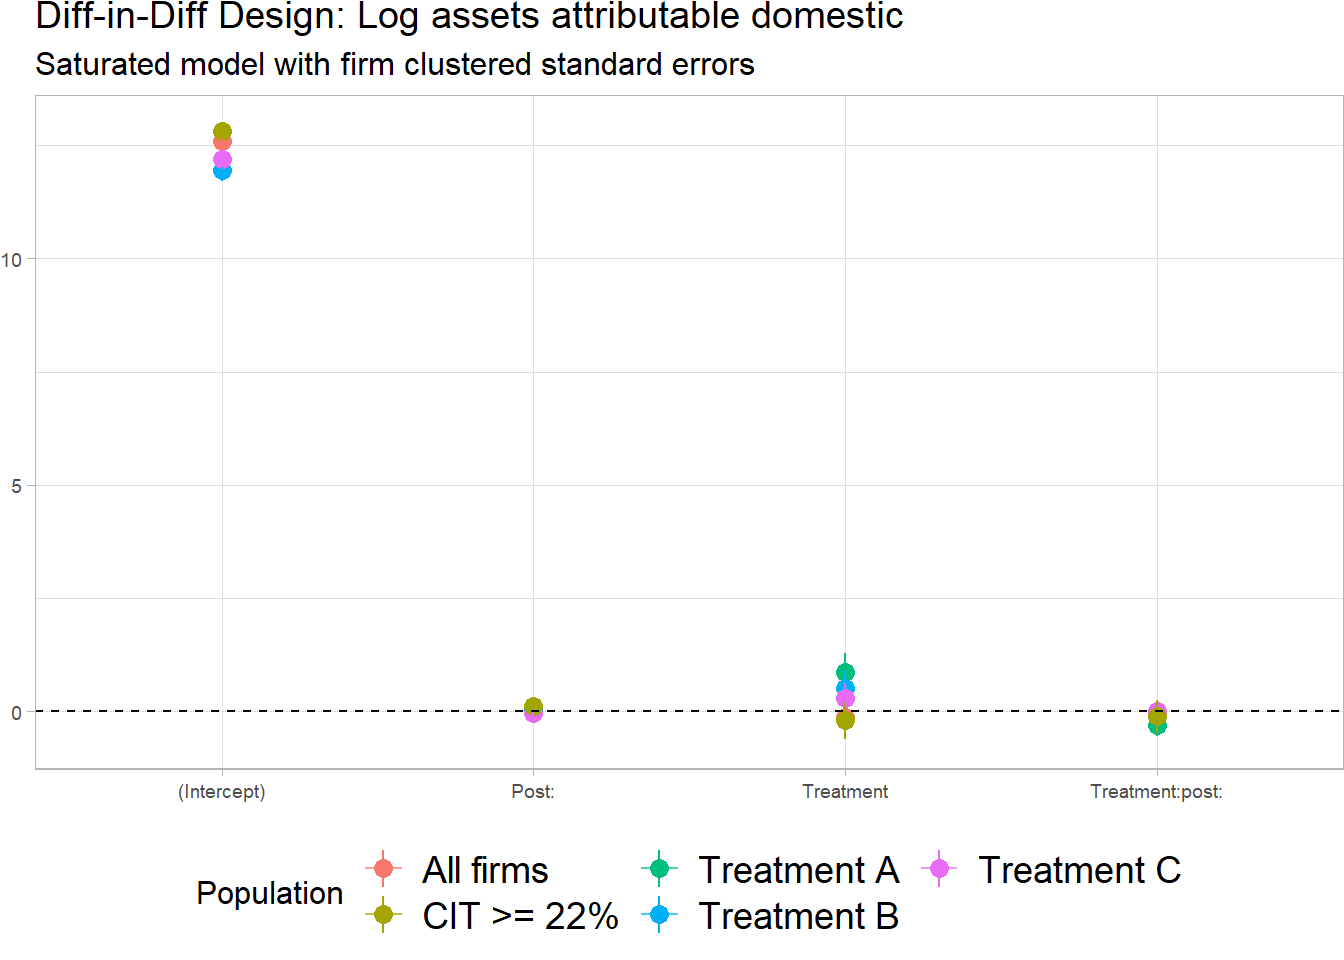 Diff-in-Diff Design: Log assets attributable domestic
Saturated model with firm clustered standard errors
10
5
0
(Intercept) Post: Treatment Treatment:post:
Population
All firms Treatment A Treatment C
CIT >= 22% Treatment B